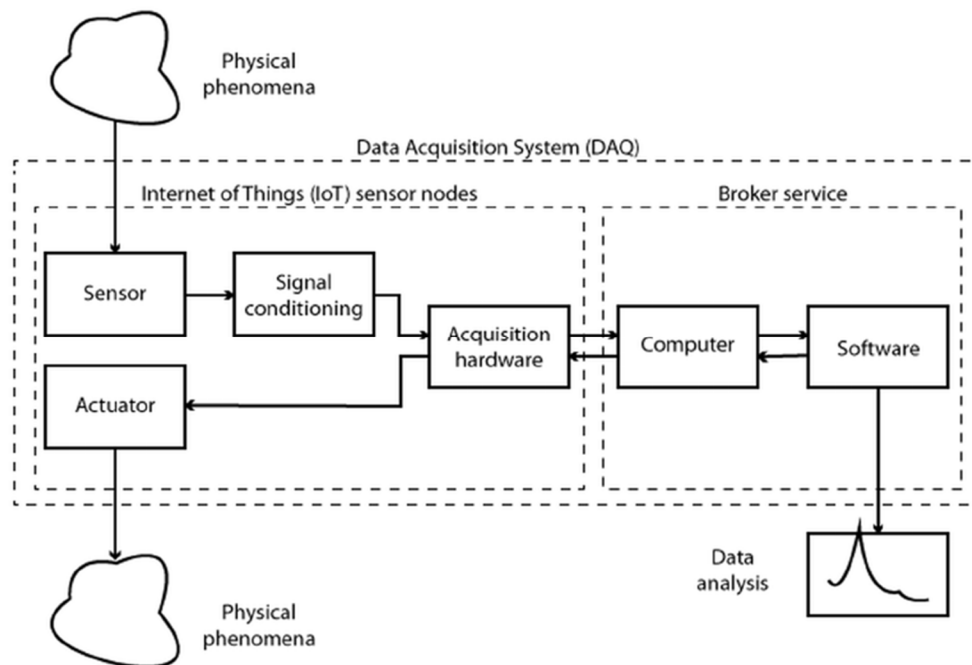 Physical
phenomena
Data Acquisition System (DAQ)
Internet of Things (IoT) sensor nodes
Broker service
Sensor
Signal
conditioning
Acquisition
hardware
Computer
Software
Actuator
Data
analysis
Physical
phenomena